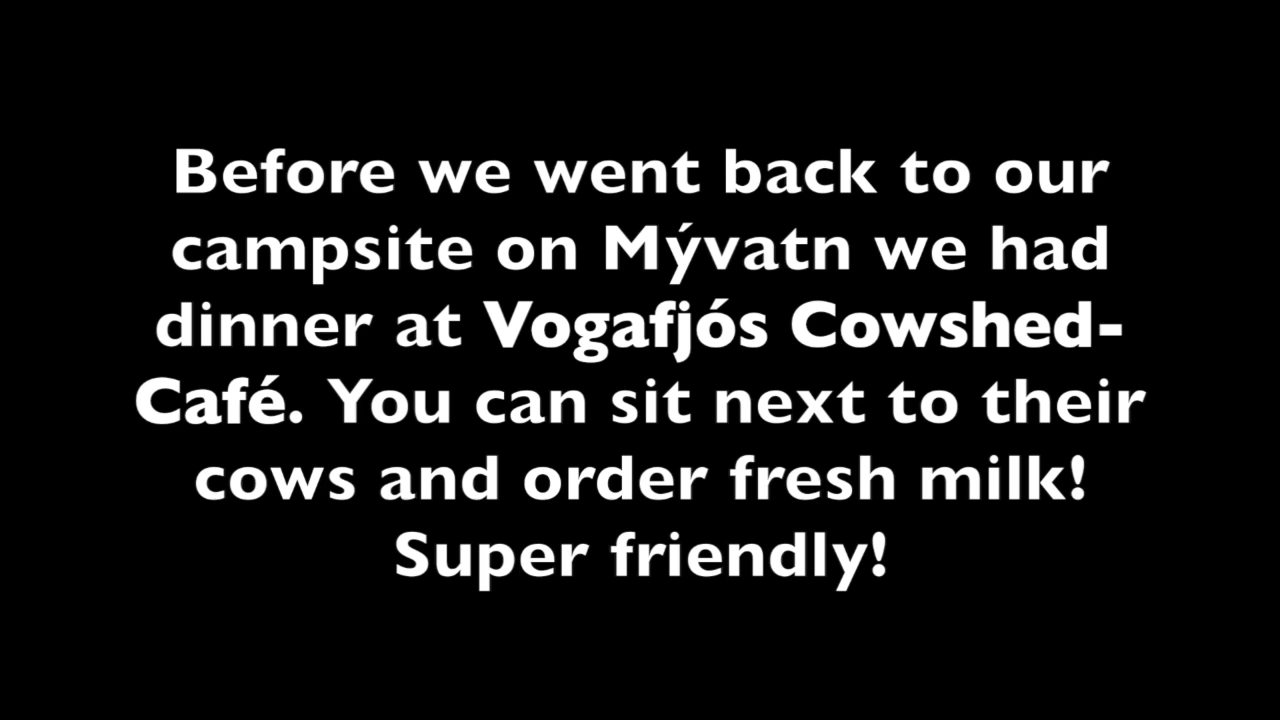 Before we went back to our
campsite on Mývatn we had
dinner at Vogafjós Cowshed-
Café. You can sit next to their
cows and order fresh milk!
Super friendly!